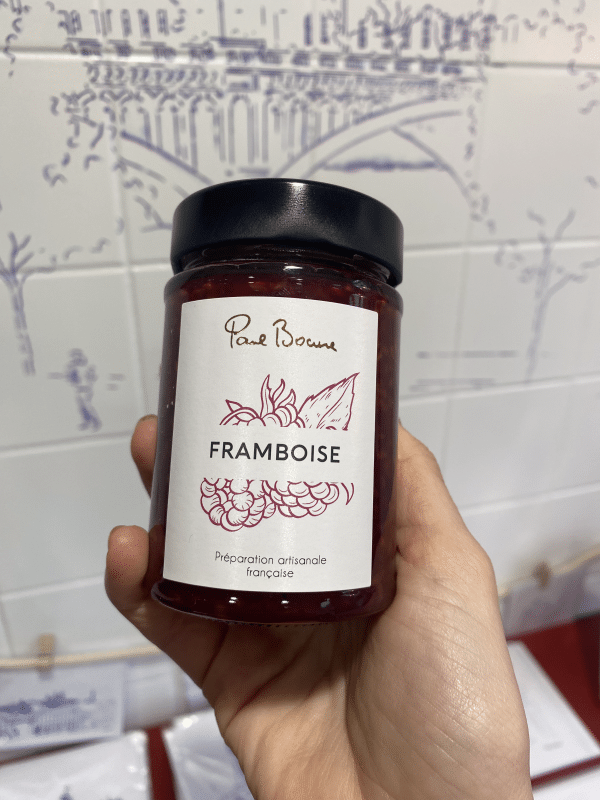 Paul Bocuse
FRAMBOISE
Préparation artisanale
française